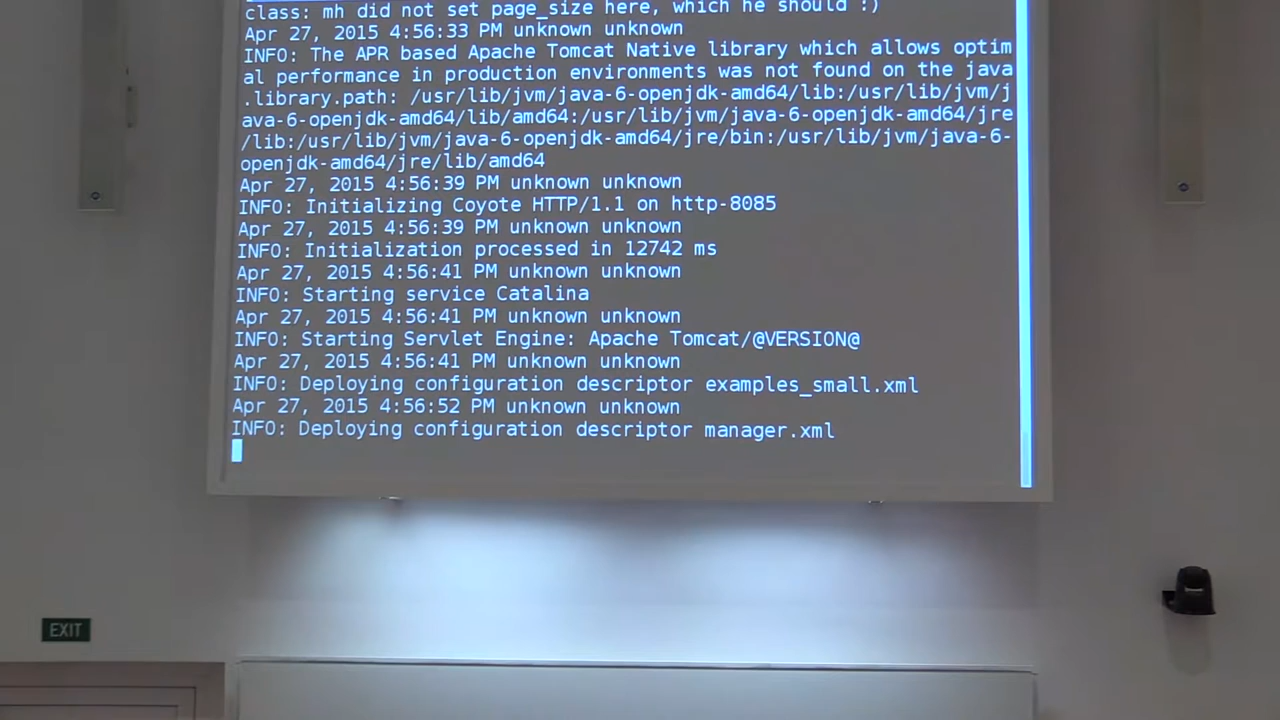 class: mh did not set page_size here, which he should :)
Apr 27, 2015 4:56:33 PM unknown unknown
INFO: The APR based Apache Tomcat Native library which allows optim
al performance in production environments was not found on the java
.library.path: /usr/lib/jvm/java-6-openjdk-amd64/lib:/usr/lib/jvm/j
ava-6-openjdk-amd64/lib/amd64:/usr/lib/jvm/java-6-openjdk-amd64/jre
/lib:/usr/lib/jvm/java-6-openjdk-amd64/jre/bin:/usr/lib/jvm/java-6-
openjdk-amd64/jre/lib/amd64
Apr 27, 2015 4:56:39 PM unknown unknown
INFO: Initializing Coyote HTTP/1.1 on http-8085
Apr 27, 2015 4:56:39 PM unknown unknown
INFO: Initialization processed in 12742 ms
Apr 27, 2015 4:56:41 PM unknown unknown
INFO: Starting service Catalina
Apr 27, 2015 4:56:41 PM unknown unknown
INFO: Starting Servlet Engine: Apache Tomcat/@VERSION@
Apr 27, 2015 4:56:41 PM unknown unknown
INFO: Deploying configuration descriptor examples_small.xml
Apr 27, 2015 4:56:52 PM unknown unknown
INFO: Deploying configuration descriptor manager.xml
EXIT